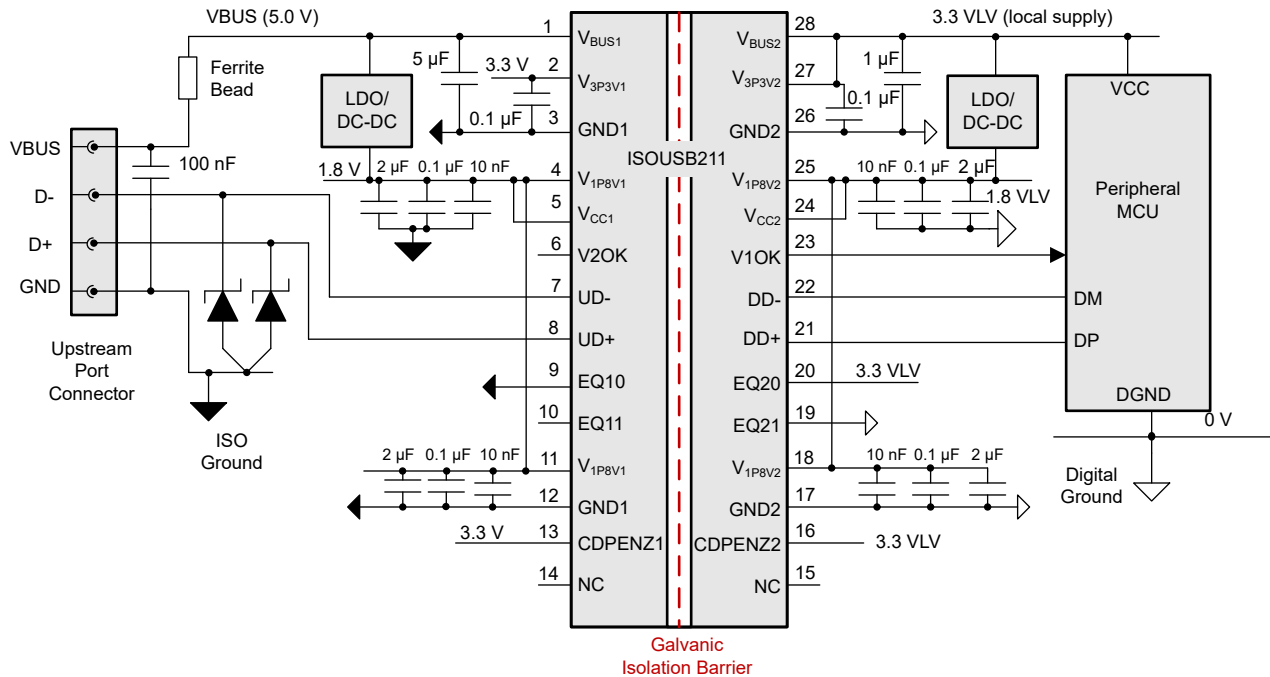 VBUS (5.0 V)
Ferrite
Bead
LDO/
DC-DC
5 µF
3.3 V
0.1 µF
1.8 V
2 µF
0.1 µF
10 nF
VBUS
D-
D+
GND
100 nF
Upstream
Port
Connector
ISO
Ground
2 µF
0.1 µF
10 nF
3.3 V
1
2
3
4
5
6
7
8
9
10
11
12
13
14
VBUS1
V3P3V1
GND1
V1P8V1
VCC1
V2OK
UD-
UD+
EQ10
EQ11
V1P8V1
GND1
CDPENZ1
NC
ISOUSB211
VBUS2
V3P3V2
GND2
V1P8V2
VCC2
V1OK
DD-
DD+
EQ20
EQ21
V1P8V2
GND2
CDPENZ2
NC
28
27
26
25
24
23
22
21
20
19
18
17
16
15
3.3 VLV (local supply)
1 µF
0.1 µF
LDO/
DC-DC
10 nF
0.1 µF
2 µF
1.8 VLV
3.3 VLV
10 nF
0.1 µF
2 µF
3.3 VLV
VCC
Peripheral
MCU
DM
DP
DGND
0 V
Digital
Ground
Galvanic
Isolation Barrier